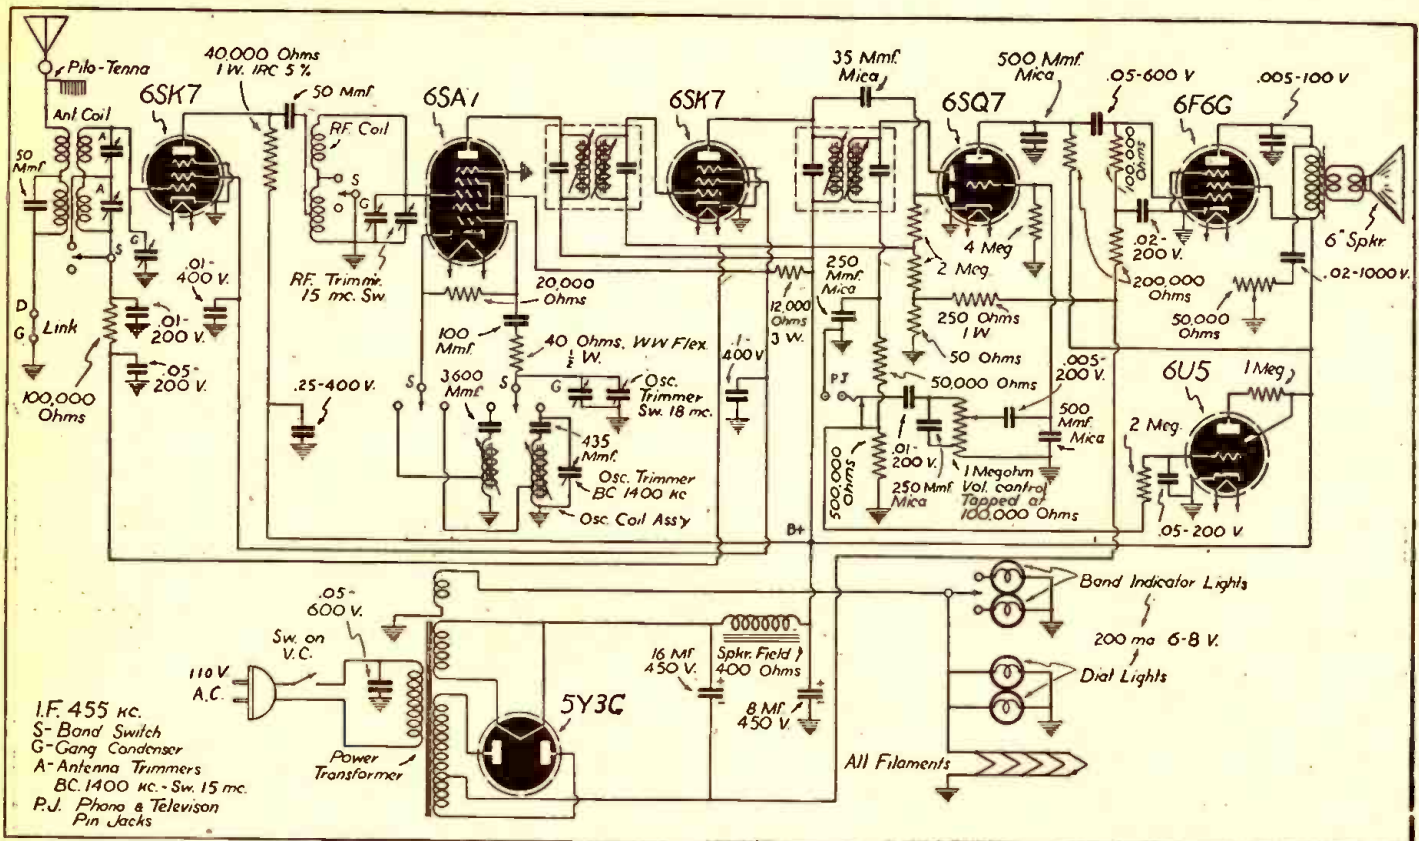 Pilo-Tenna
Ant. Coil
50
Mmf.
A
A
S
G
D
G
Link
6SK7
40,000 Ohms
1 W. IRC 5%
50 Mmf.
.01-
400 V.
.01-
200 V.
.05-
200 V.
100,000
Ohms
R.F. Coil
S
G
R.F. Trimmr.
15 mc. Sw
.25-400 V.
6SA7
20,000
Ohms
100
Mmf.
40 Ohms, WW Flex.
½ W.
S
3600
Mmf.
S
G
Osc.
Trimmer
Sw. 18 mc.
435
Mmf.
Osc. Trimmer
BC 1400 KC
Osc. Coil Ass'y
6SK7
12,000
Ohms
3 W.
.1-
400 V
35 Mmf.
Mica
250
Mmf.
Mica
P.J.
6SQ7
500 Mmf.
Mica
4 Meg.
2 Meg.
250 Ohms
1 W
50 Ohms
50,000 Ohms
.005-
200 V.
500
Mmf.
Mica
500,000
Ohms
.01-
200 V.
250 Mmf.
Mica
1 Megohm
Vol. control
Tapped at
100,000 Ohms
.05-600 V
100,000
Ohms
.02-
200 V.
200,000
Ohms
6F6G
.005-100 V
6" Spkr.
.02-1000 V.
50,000
Ohms
6U5
1 Meg.
2 Meg.
.05-200 V.
B+
.05-
600 V.
Sw. on
V.C.
110 V.
A.C.
Power
Transformer
5Y3G
16 Mf
450 V.
Spkr. Field
400 Ohms
8 Mf.
450 V.
Band Indicator Lights
200 ma 6-8 V.
Dial Lights
All Filaments
I.F. 455 KC.
S- Band Switch
G-Gang Condenser
A-Antenna Trimmers
BC. 1400 KC.-Sw. 15 mc.
P.J. Phono & Televison
Pin Jacks